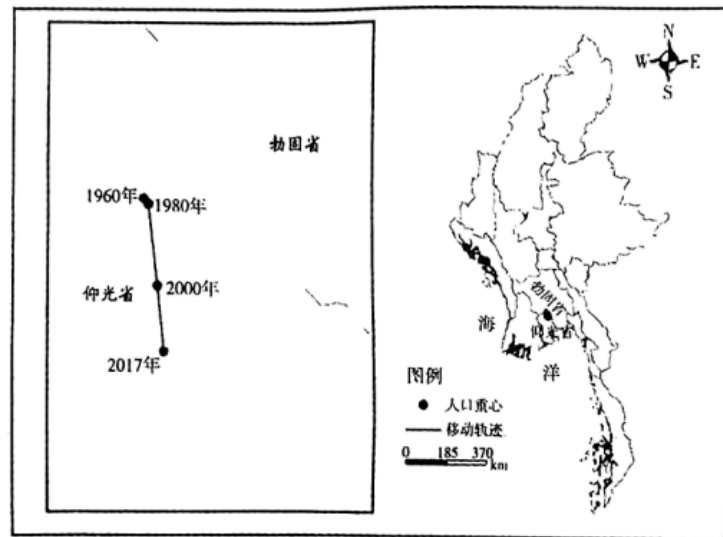 勃固省
1960年
1980年
仰光省
2000年
2017年
N
W E
S
勃固省
仰光省
海
洋
图例
人口重心
移动轨迹
0 185 370
km